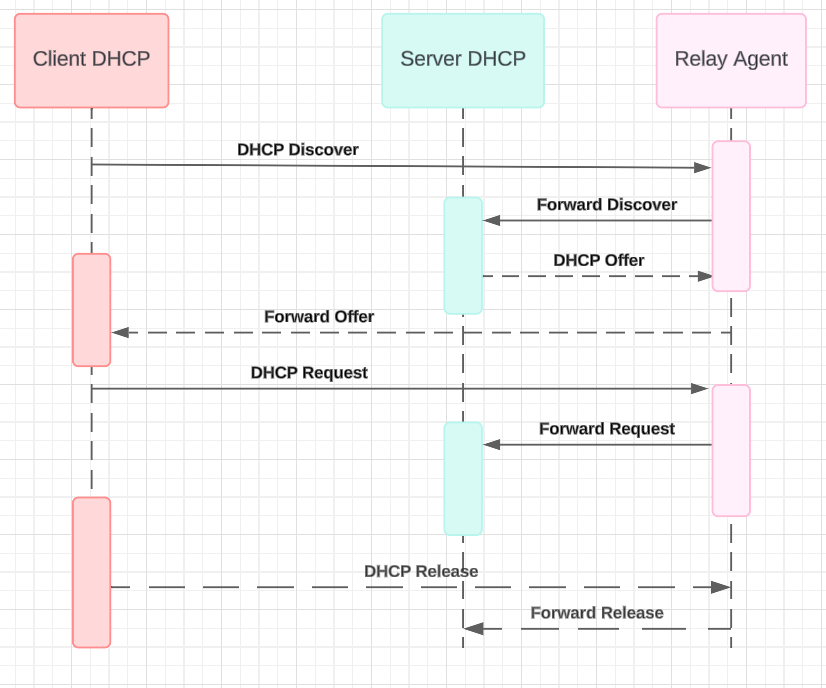 Client DHCP
Server DHCP
Relay Agent
DHCP Discover
Forward Discover
DHCP Offer
Forward Offer
DHCP Request
Forward Request
DHCP Release
Forward Release